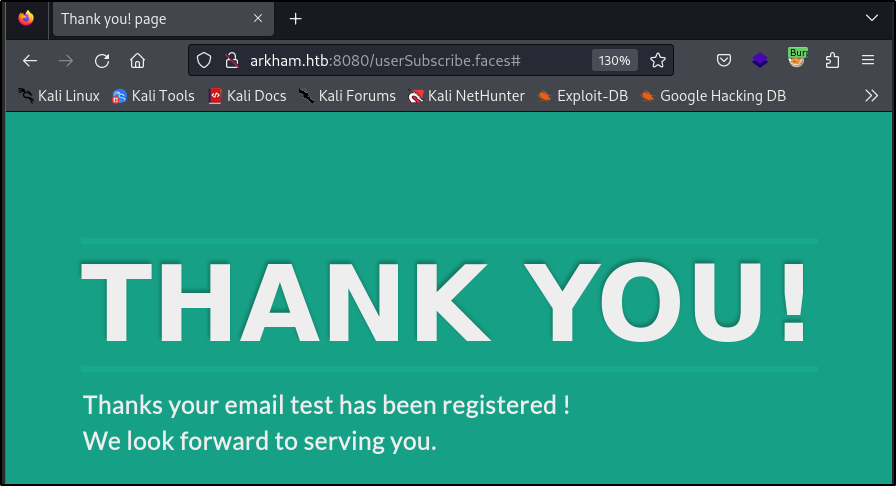 Thank you! page
arkham.htb:8080/userSubscribe.faces# 130%
Kali Linux Kali Tools Kali Docs Kali Forums Kali NetHunter Exploit-DB Google Hacking DB
THANK YOU!
Thanks your email test has been registered !
We look forward to serving you.